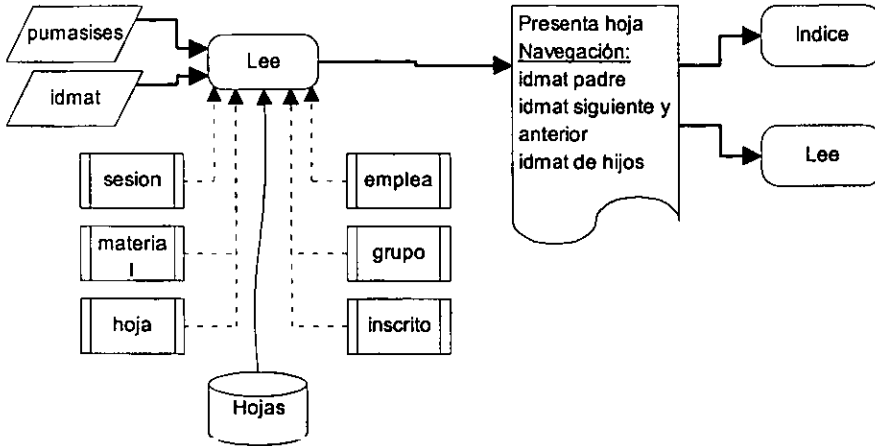 pumasises
idmat
Lee
Presenta hoja
Navegación:
idmat padre
idmat siguiente y
anterior
idmat de hijos
Indice
Lee
sesion
materia
l
hoja
emplea
grupo
inscrito
Hojas